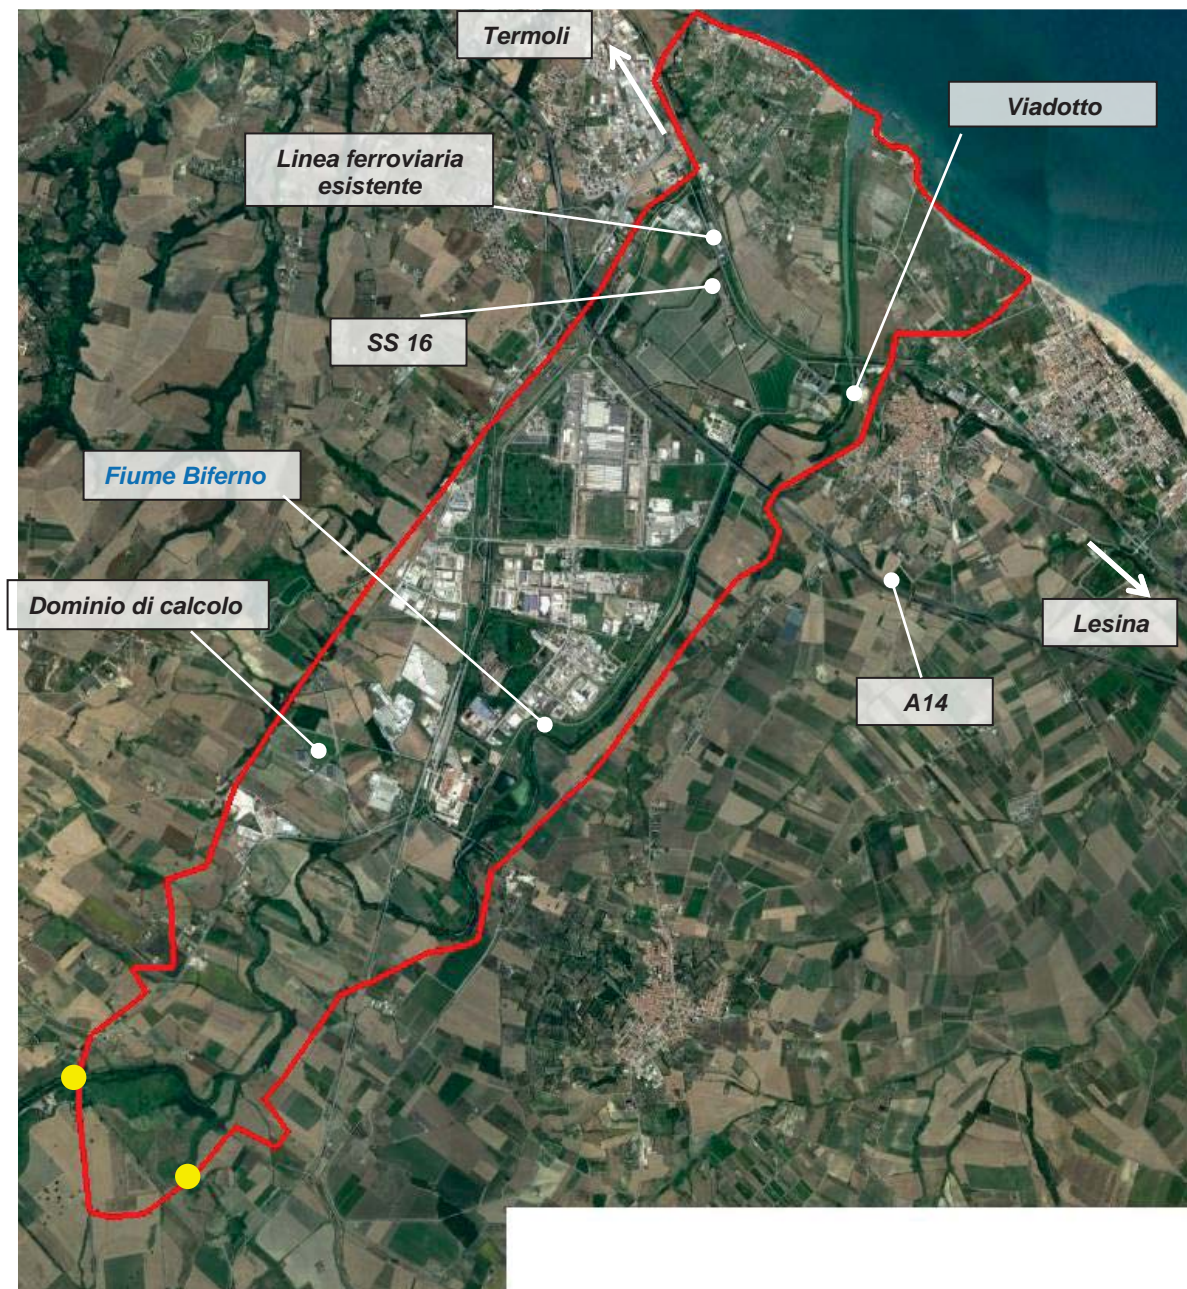 Termoli
Viadotto
Linea ferroviaria
esistente
SS 16
Fiume Biferno
Dominio di calcolo
Lesina
A14